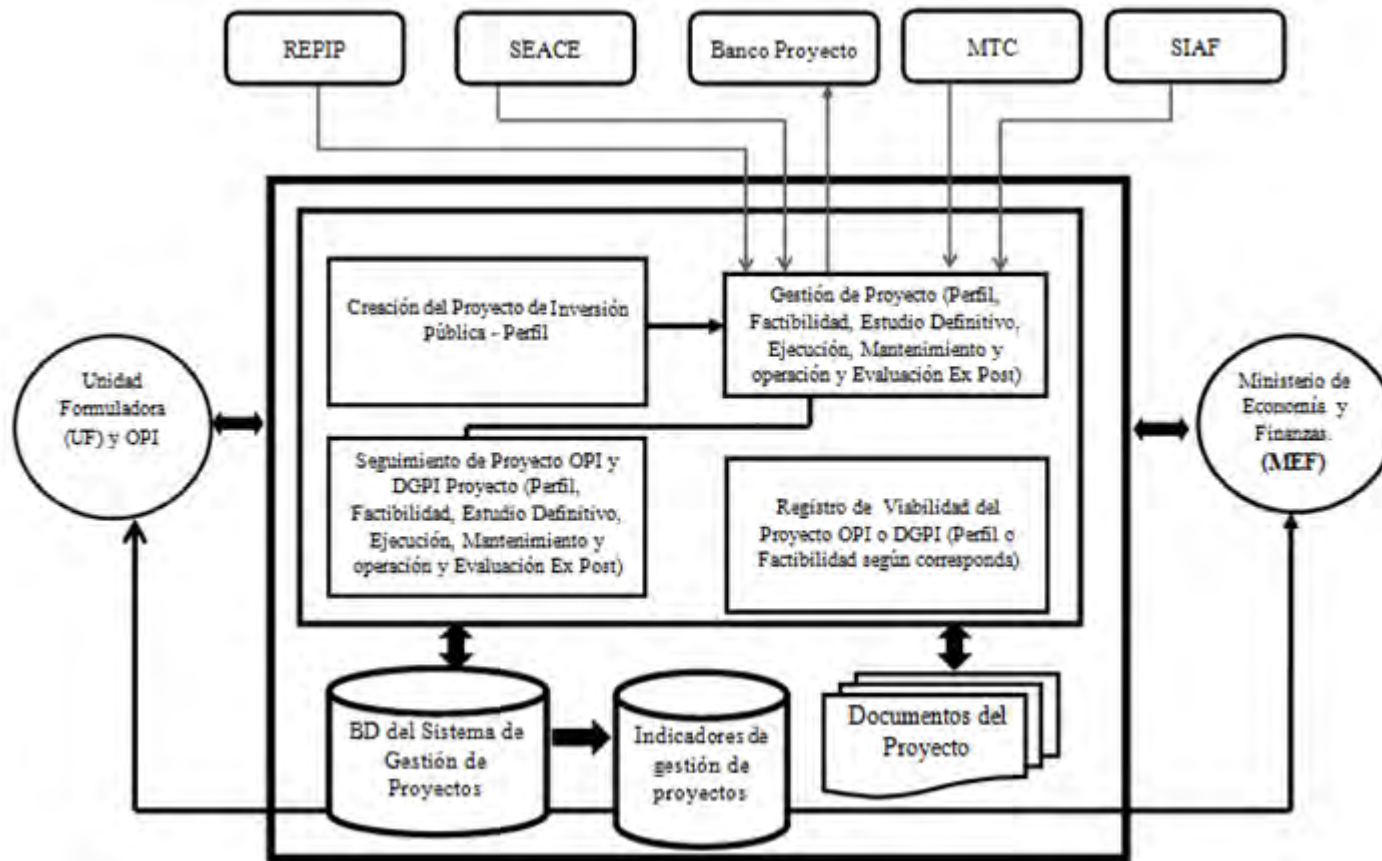 REPIP
SEACE
Banco Proyecto
MTC
SIAF
Creación del Proyecto de Inversión
Pública - Perfil
Gestión de Proyecto (Perfil,
Factibilidad, Estudio Definitivo,
Ejecución, Mantenimiento y
operación y Evaluación Ex Post)
Unidad
Formuladora
(UF) y OPI
Ministerio de
Economía y
Finanzas.
(MEF)
Seguimiento de Proyecto OPI y
DGPI Proyecto (Perfil,
Factibilidad, Estudio Definitivo,
Ejecución, Mantenimiento y
operación y Evaluación Ex Post)
Registro de Viabilidad del
Proyecto OPI o DGPI (Perfil o
Factibilidad según corresponda)
BD del Sistema de
Gestión de
Proyectos
Indicadores de
gestión de
proyectos
Documentos del
Proyecto